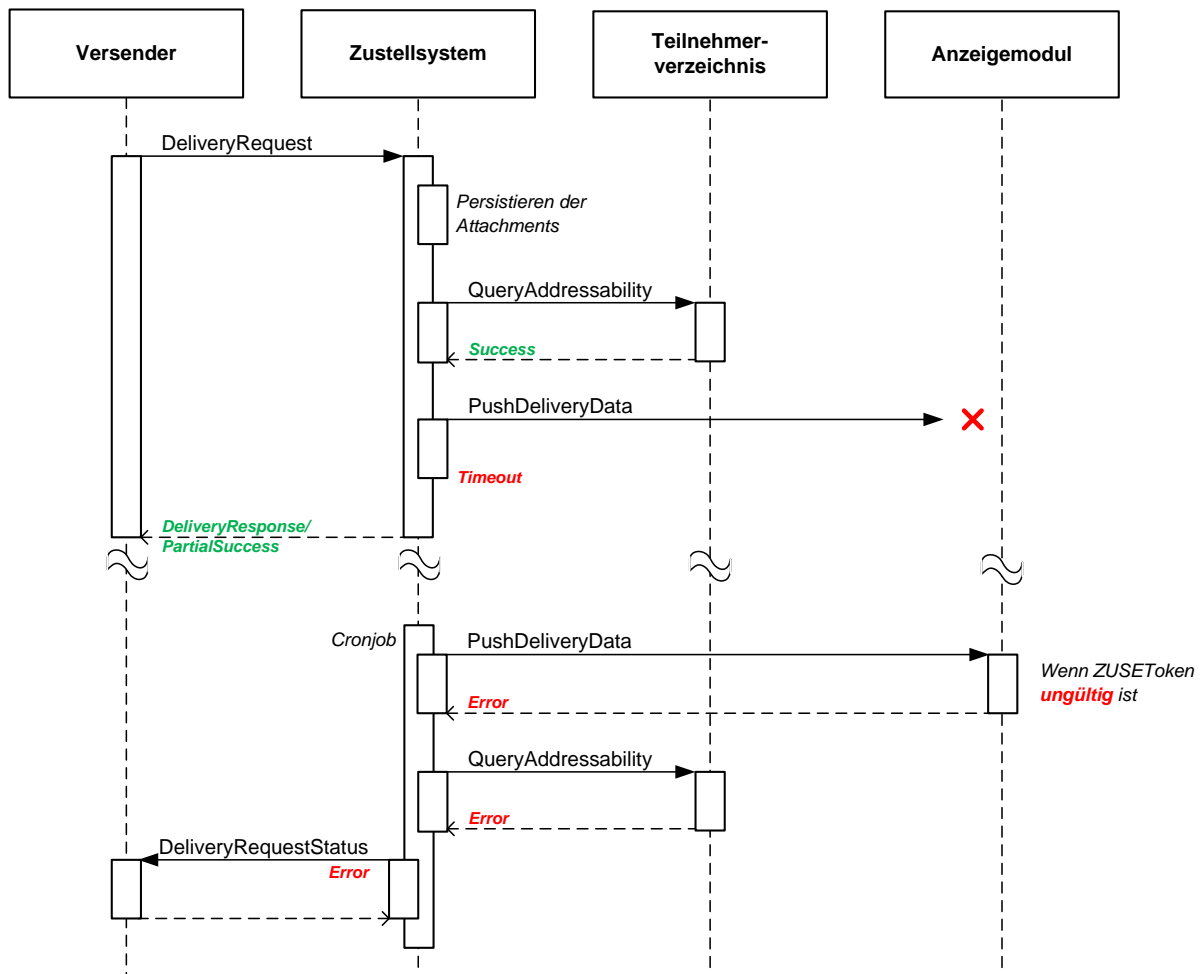 Versender
Zustellsystem
Teilnehmer-
verzeichnis
Anzeigemodul
DeliveryRequest
Persistieren der
Attachments
QueryAddressability
Success
PushDeliveryData
Timeout
DeliveryResponse/
PartialSuccess
Cronjob
PushDeliveryData
Wenn ZUSEToken
ungültig ist
Error
QueryAddressability
Error
DeliveryRequestStatus
Error